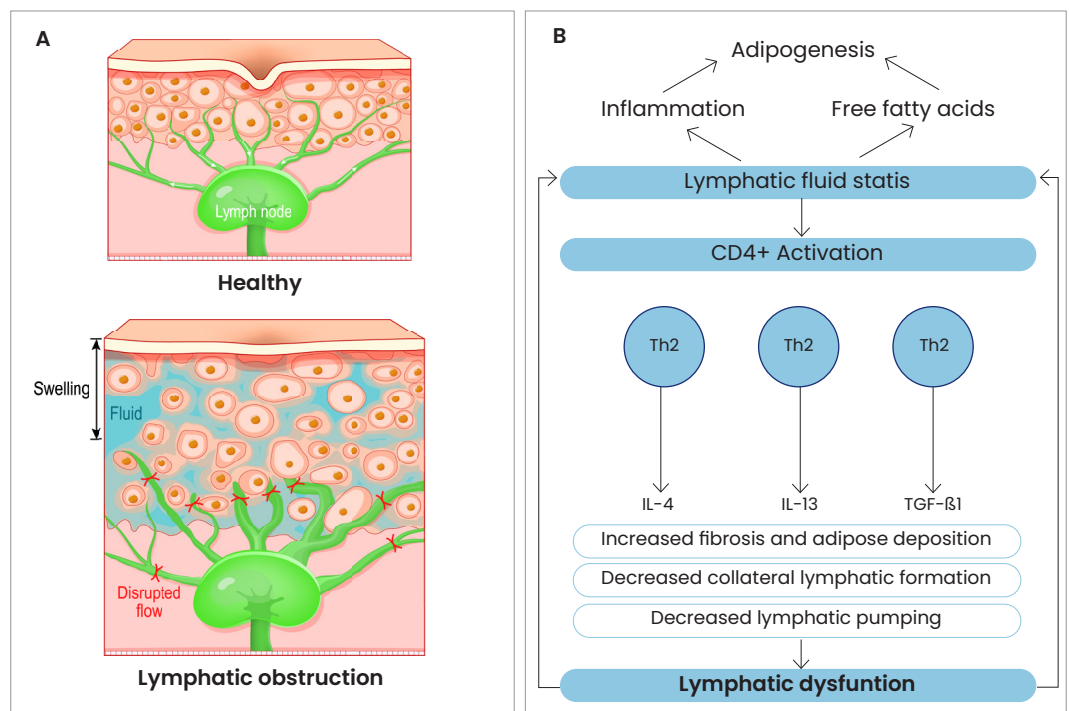 A
Lymph node
Healthy
Swelling
Fluid
Disrupted
flow
Lymphatic obstruction
B
Adipogenesis
Inflammation
Free fatty acids
Lymphatic fluid statis
CD4+ Activation
Th2
Th2
Th2
IL-4
IL-13
TGF-ß1
Increased fibrosis and adipose deposition
Decreased collateral lymphatic formation
Decreased lymphatic pumping
Lymphatic dysfuntion